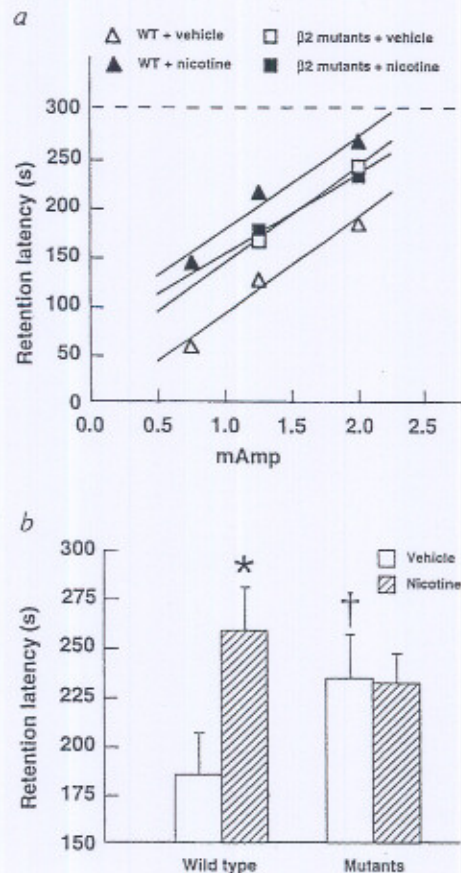 a
WT + vehicle
β2 mutants + vehicle
WT + nicotine
β2 mutants + nicotine
Retention latency (s)
300
250
200
150
100
50
0
0.0 0.5 1.0 1.5 2.0
mAmp
b
Vehicle
Nicotine
Retention latency (s)
300
275
250
225
200
175
150
*
†
Wild type Mutants